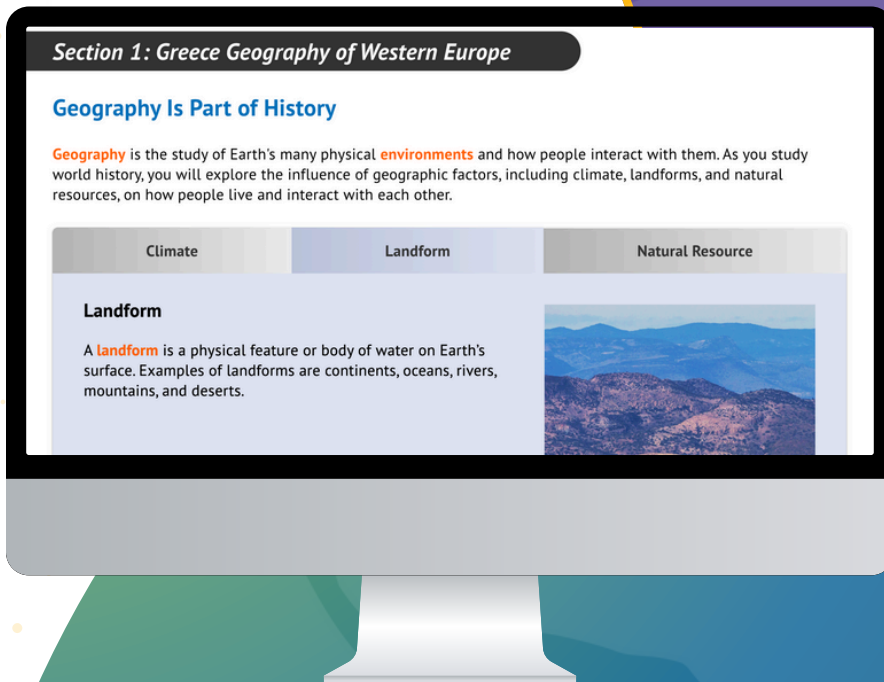 Section 1: Greece Geography of Western Europe
Geography Is Part of History
Geography is the study of Earth's many physical environments and how people interact with them. As you study
world history, you will explore the influence of geographic factors, including climate, landforms, and natural
resources, on how people live and interact with each other.
Climate
Landform
Natural Resource
Landform
A landform is a physical feature or body of water on Earth's
surface. Examples of landforms are continents, oceans, rivers,
mountains, and deserts.